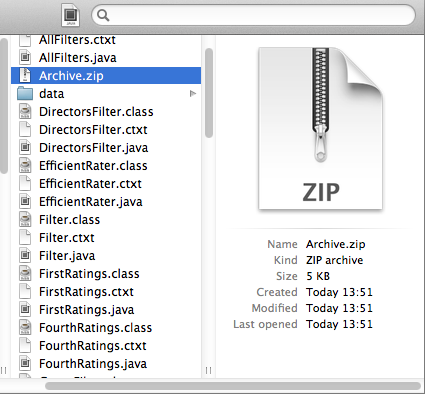 AllFilters.ctxt
AllFilters.java
Archive.zip
data
DirectorsFilter.class
DirectorsFilter.ctxt
DirectorsFilter.java
EfficientRater.class
EfficientRater.ctxt
EfficientRater.java
Filter.class
Filter.ctxt
Filter.java
FirstRatings.class
FirstRatings.ctxt
FirstRatings.java
FourthRatings.class
FourthRatings.ctxt
FourthRatings.java
ZIP
Name Archive.zip
Kind ZIP archive
Size 5 KB
Created Today 13:51
Modified Today 13:51
Last opened Today 13:51